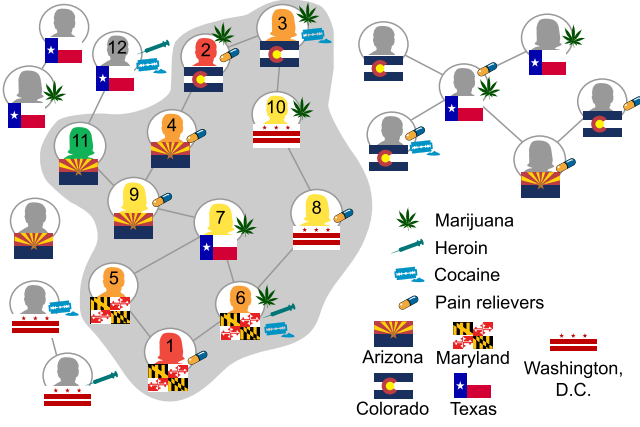 3
12
2
10
4
11
9
8
7
5
6
1
Marijuana
Heroin
Cocaine
Pain relievers
Arizona
Maryland
Washington,
D.C.
Colorado
Texas